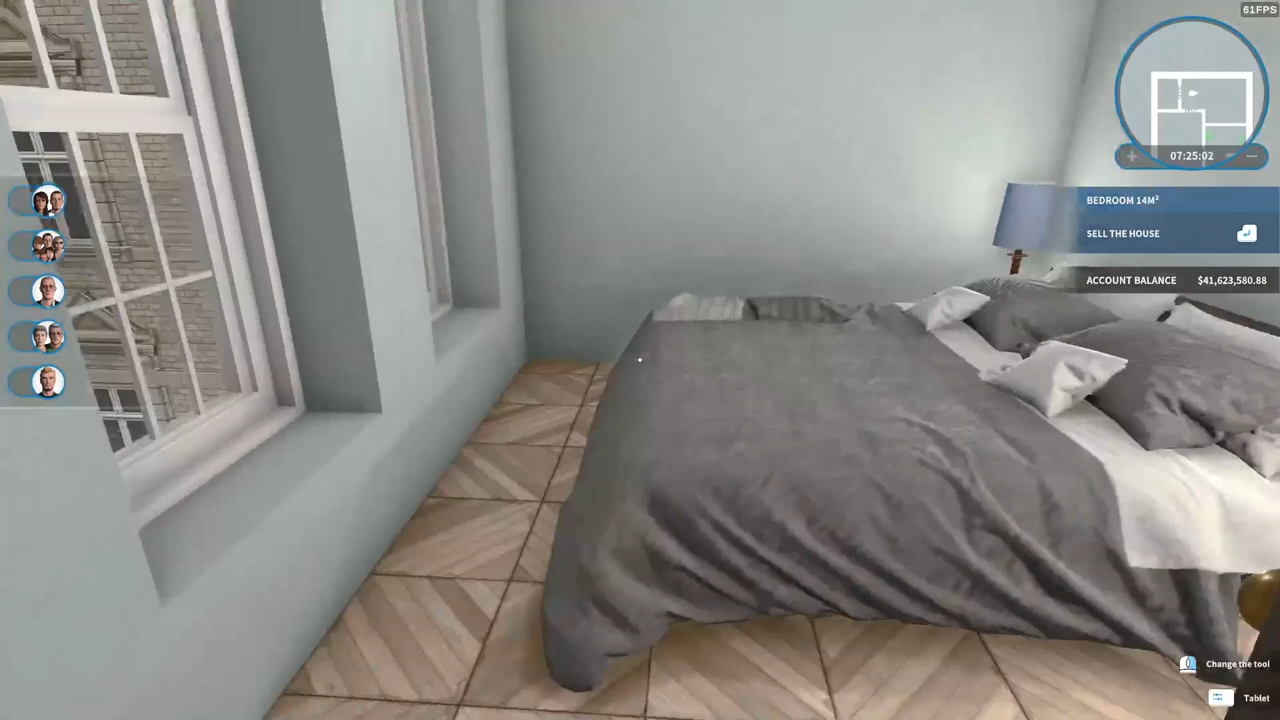 61FPS
07:25:02
BEDROOM 14M²
SELL THE HOUSE
ACCOUNT BALANCE $41,623,580.88
Change the tool
Tablet